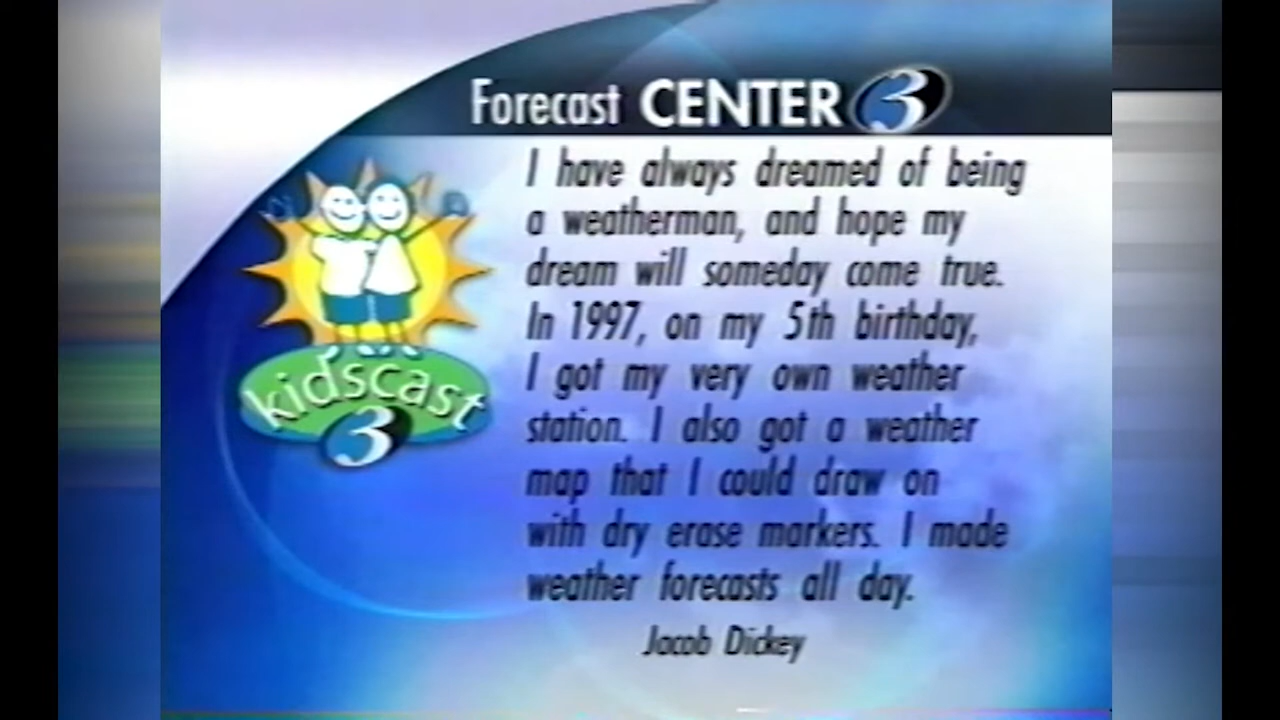 Forecast CENTER 3
I have always dreamed of being
a weatherman, and hope my
dream will someday come true.
In 1997, on my 5th birthday,
I got my very own weather
station. I also got a weather
map that I could draw on
with dry erase markers. I made
weather forecasts all day.
Jacob Dickey
kidscast
3